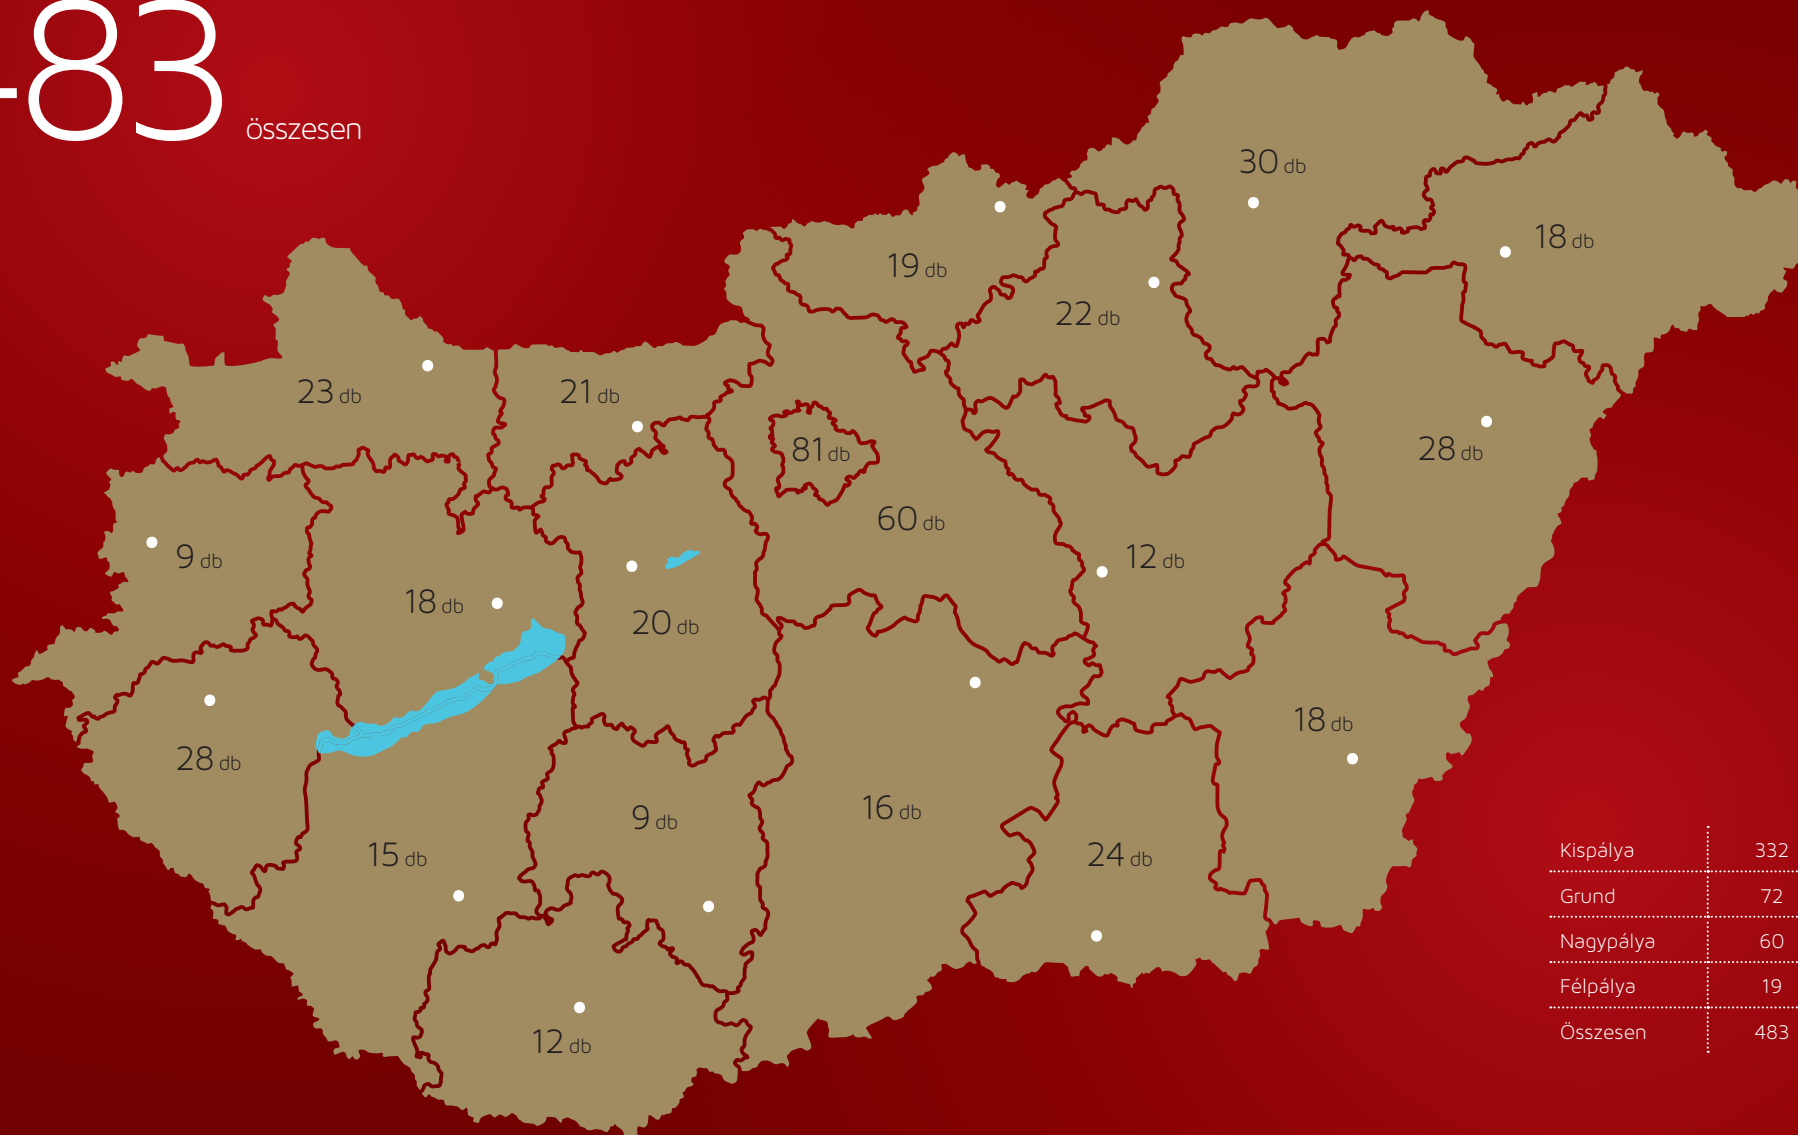 483
összesen
30 db
18 db
19 db
22 db
23 db
21 db
81 db
28 db
60 db
9 db
12 db
18 db
20 db
18 db
28 db
16 db
9 db
15 db
24 db
12 db
Kispálya 332
Grund 72
Nagypálya 60
Félpálya 19
Összesen 483